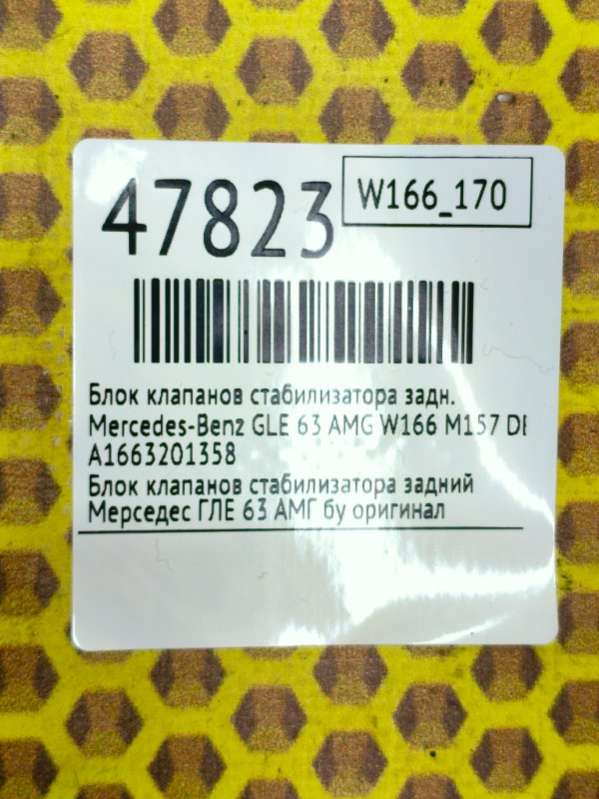 47823
W166_170
Блок клапанов стабилизатора задн.
Mercedes-Benz GLE 63 AMG W166 M157 DE
A1663201358
Блок клапанов стабилизатора задний
Мерседес ГЛЕ 63 АМГ бу оригинал